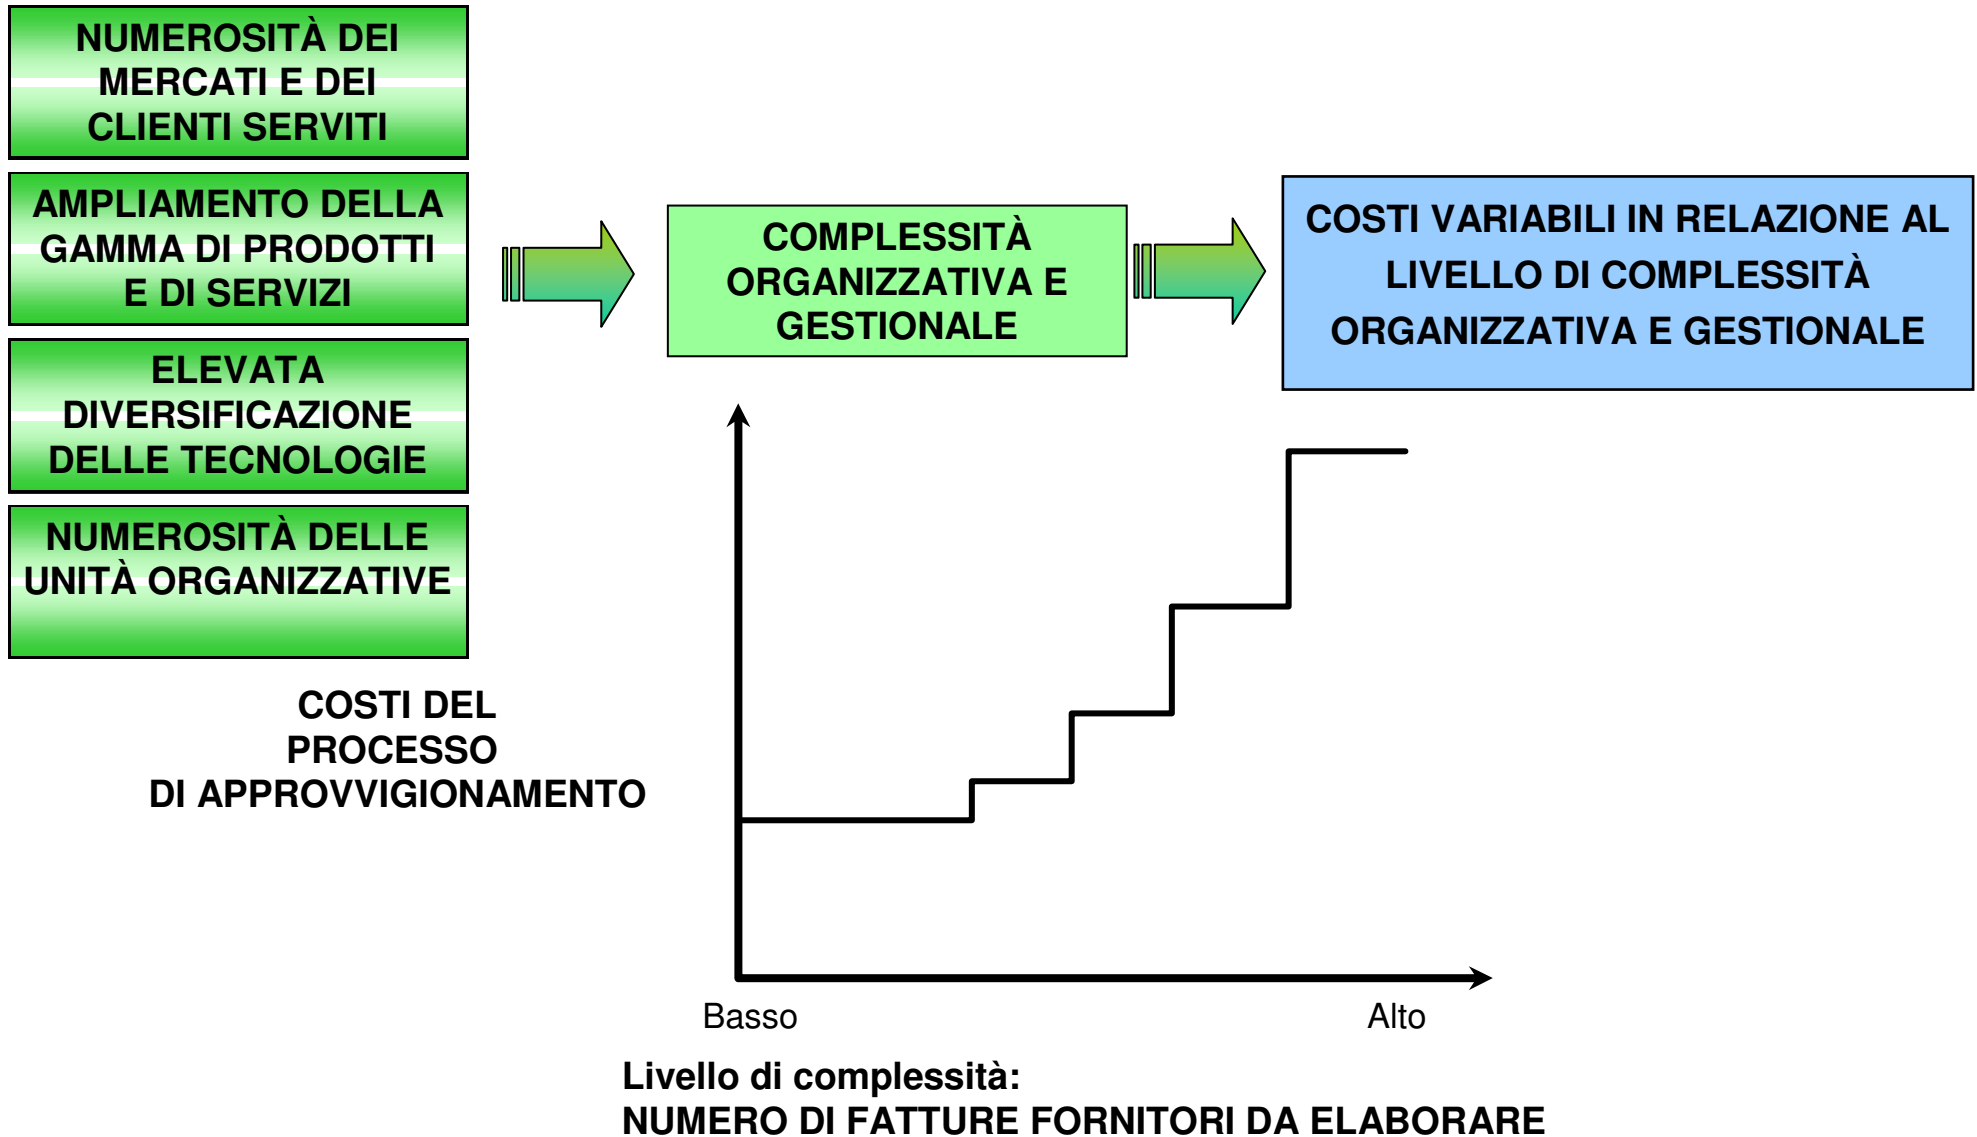 NUMEROSITÀ DEI
MERCATI E DEI
CLIENTI SERVITI
AMPLIAMENTO DELLA
GAMMA DI PRODOTTI
E DI SERVIZI
ELEVATA
DIVERSIFICAZIONE
DELLE TECNOLOGIE
NUMEROSITÀ DELLE
UNITÀ ORGANIZZATIVE
COMPLESSITÀ
ORGANIZZATIVA E
GESTIONALE
COSTI VARIABILI IN RELAZIONE AL
LIVELLO DI COMPLESSITÀ
ORGANIZZATIVA E GESTIONALE
COSTI DEL
PROCESSO
DI APPROVVIGIONAMENTO
Basso
Alto
Livello di complessità:
NUMERO DI FATTURE FORNITORI DA ELABORARE